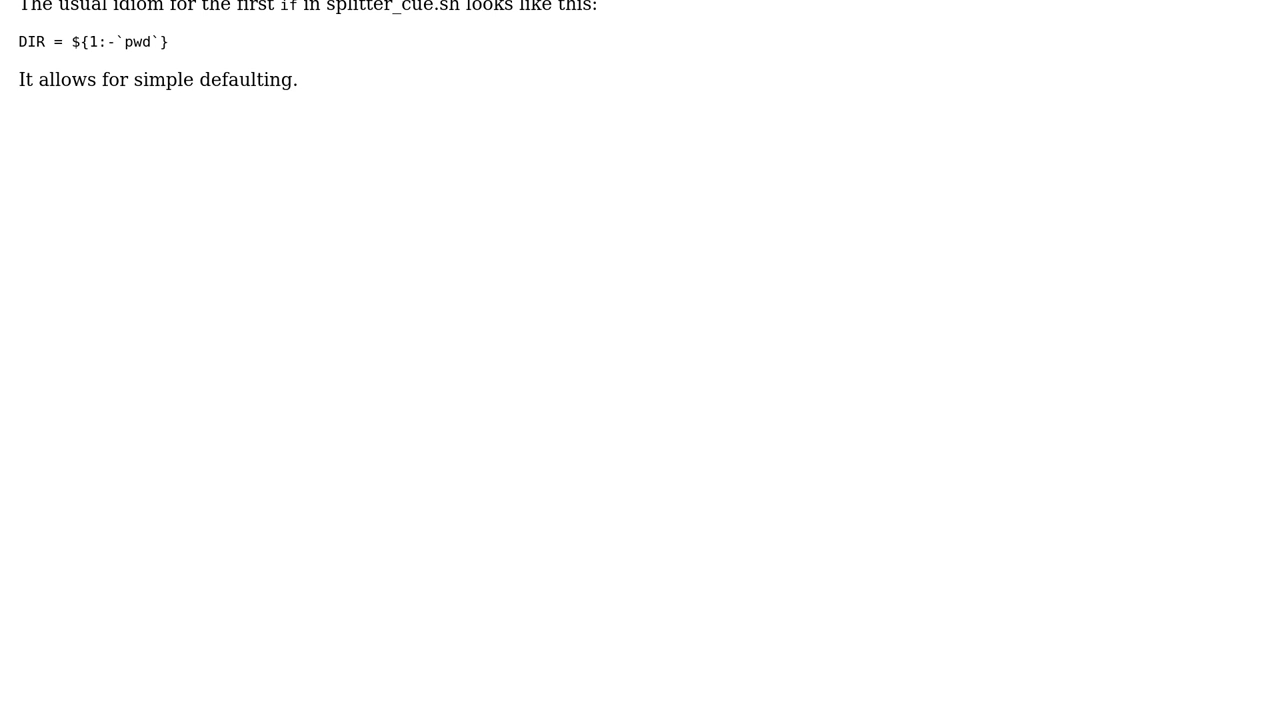 The usual idiom for the first if in splitter_cue.sh looks like this:
DIR = ${1:-`pwd`}
It allows for simple defaulting.